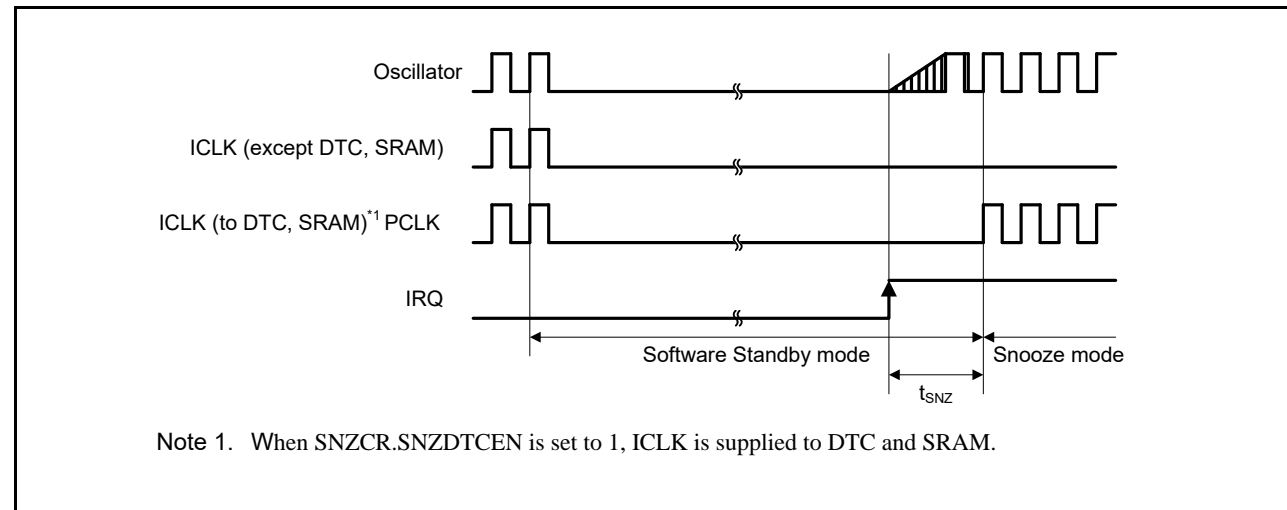 Oscillator
ICLK (except DTC, SRAM)
ICLK (to DTC, SRAM)*1 PCLK
IRQ
Software Standby mode
Snooze mode
tSNZ
Note 1. When SNZCR.SNZDTCEN is set to 1, ICLK is supplied to DTC and SRAM.